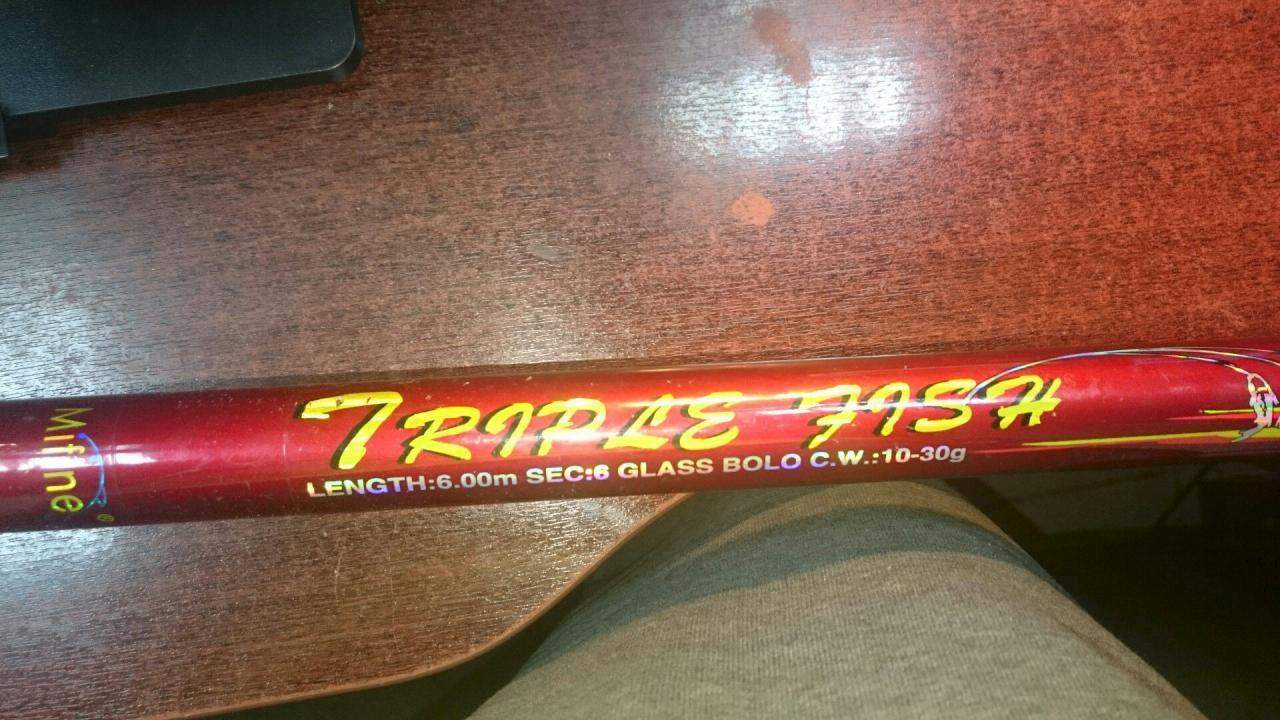 Mifine®
TRIPLE FISH
LENGTH:6.00m SEC:6 GLASS BOLO C.W.:10-30g